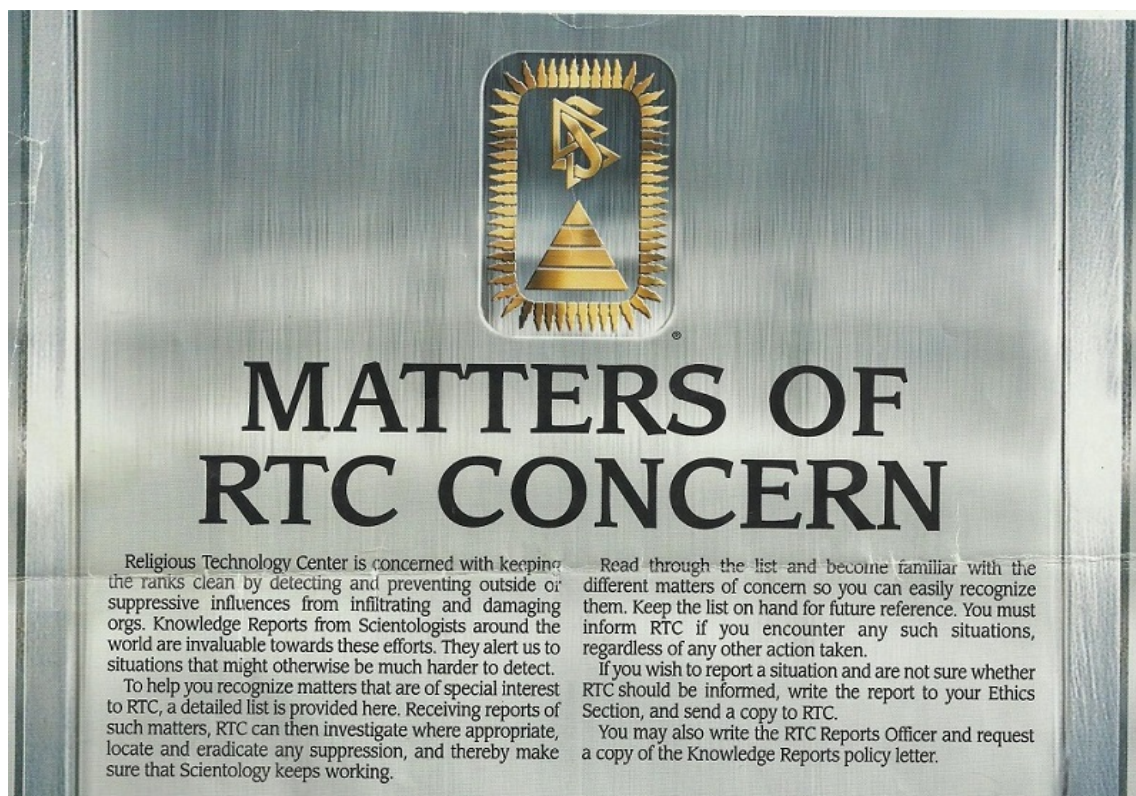 ®
MATTERS OF
RTC CONCERN
Religious Technology Center is concerned with keeping
the ranks clean by detecting and preventing outside or
suppressive influences from infiltrating and damaging
orgs. Knowledge Reports from Scientologists around the
world are invaluable towards these efforts. They alert us to
situations that might otherwise be much harder to detect.
To help you recognize matters that are of special interest
to RTC, a detailed list is provided here. Receiving reports of
such matters, RTC can then investigate where appropriate,
locate and eradicate any suppression, and thereby make
sure that Scientology keeps working.
Read through the list and become familiar with the
different matters of concern so you can easily recognize
them. Keep the list on hand for future reference. You must
inform RTC if you encounter any such situations,
regardless of any other action taken.
If you wish to report a situation and are not sure whether
RTC should be informed, write the report to your Ethics
Section, and send a copy to RTC.
You may also write the RTC Reports Officer and request
a copy of the Knowledge Reports policy letter.